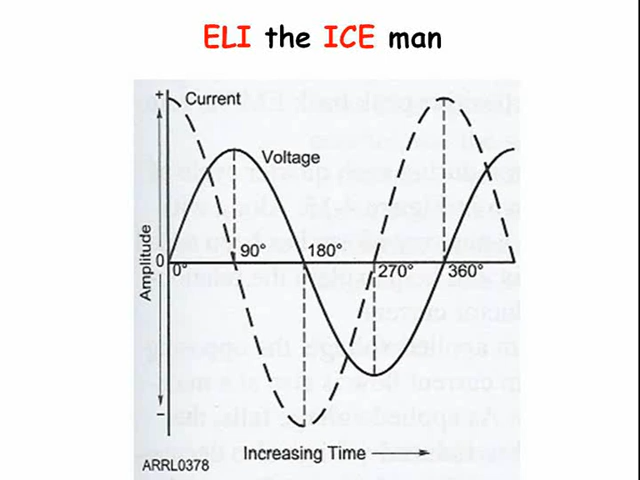 ELI the ICE man
+
Current
Voltage
Amplitude
0
0°
90°
180°
270°
360°
−
Increasing Time
ARRL0378